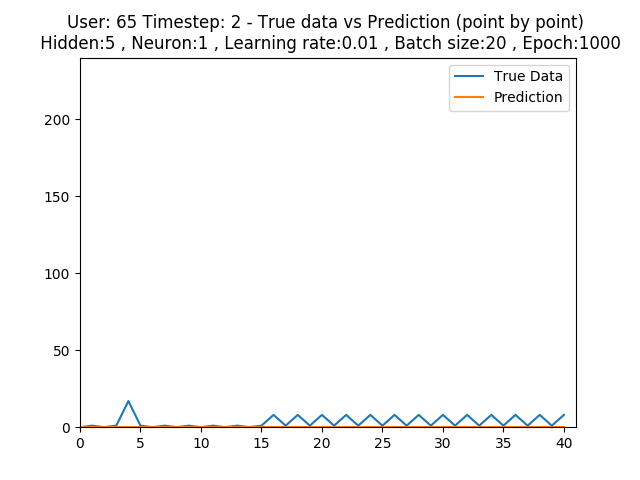 User: 65 Timestep: 2 - True data vs Prediction (point by point)
Hidden:5 , Neuron:1 , Learning rate:0.01 , Batch size:20 , Epoch:1000
True Data
Prediction
200
150
100
50
0
0 5 10 15 20 25 30 35 40